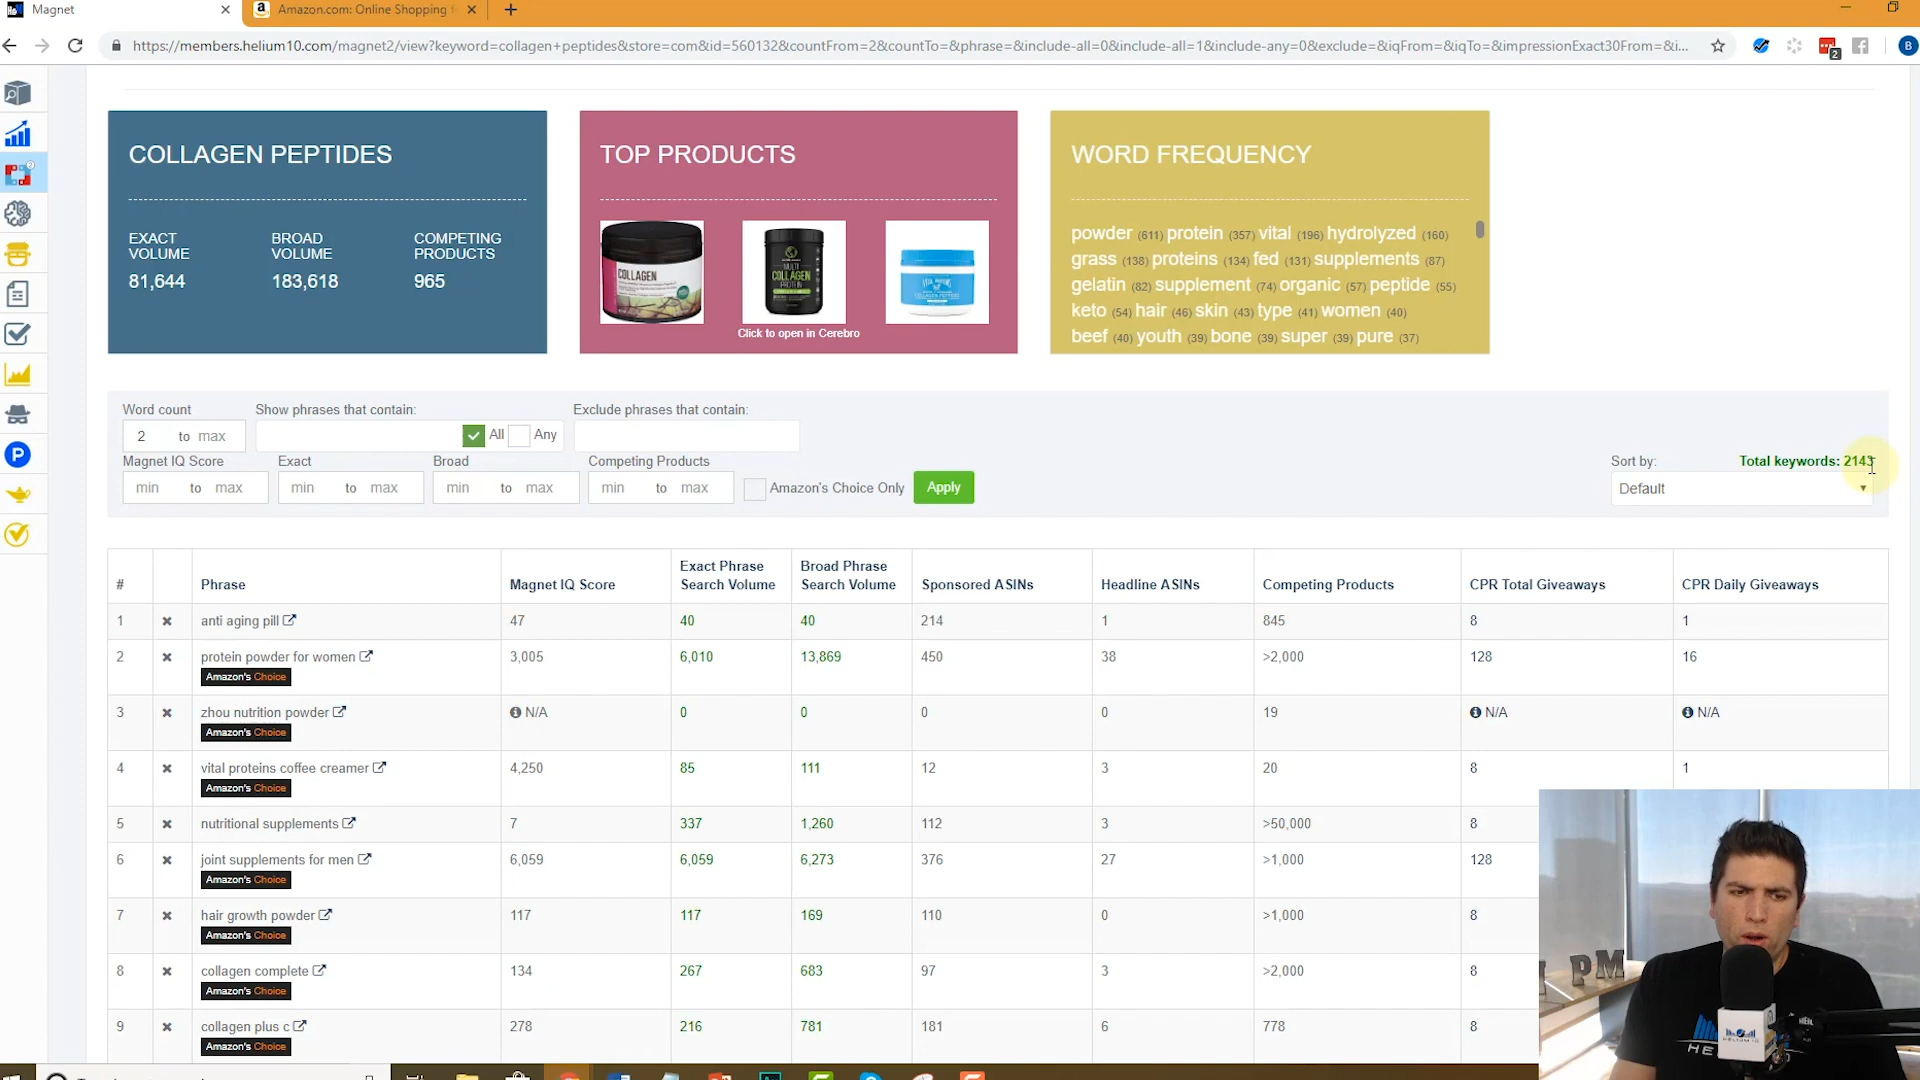 Magnet
Amazon.com: Online Shopping f
https://members.helium10.com/magnet2/view?keyword=collagen+peptides&store=com&id=560132&countFrom=2&countTo=&phrase=&include-all=0&include-all=1&include-any=0&exclude=&iqFrom=&iqTo=&impressionExact30From=&i...
2
B
COLLAGEN PEPTIDES
EXACT VOLUME
81,644
BROAD VOLUME
183,618
COMPETING PRODUCTS
965
TOP PRODUCTS
COLLAGEN
MULTI COLLAGEN PROTEIN
Click to open in Cerebro
WORD FREQUENCY
powder (611) protein (357) vital (196) hydrolyzed (160)
grass (138) proteins (134) fed (131) supplements (87)
gelatin (82) supplement (74) organic (57) peptide (55)
keto (54) hair (46) skin (43) type (41) women (40)
beef (40) youth (39) bone (39) super (39) pure (37)
Word count
2 to max
Show phrases that contain:
All Any
Exclude phrases that contain:
Magnet IQ Score
min to max
Exact
min to max
Broad
min to max
Competing Products
min to max
Amazon's Choice Only
Apply
Sort by:
Total keywords: 2143
Default
# Phrase Magnet IQ Score Exact Phrase Search Volume Broad Phrase Search Volume Sponsored ASINs Headline ASINs Competing Products CPR Total Giveaways CPR Daily Giveaways
1 anti aging pill 47 40 40 214 1 845 8 1
2 protein powder for women 3,005 6,010 13,869 450 38 >2,000 128 16
Amazon's Choice
3 zhou nutrition powder N/A 0 0 0 0 19 N/A N/A
Amazon's Choice
4 vital proteins coffee creamer 4,250 85 111 12 3 20 8 1
Amazon's Choice
5 nutritional supplements 7 337 1,260 112 3 >50,000 8
6 joint supplements for men 6,059 6,059 6,273 376 27 >1,000 128
Amazon's Choice
7 hair growth powder 117 117 169 110 0 >1,000 8
Amazon's Choice
8 collagen complete 134 267 683 97 3 >2,000 8
Amazon's Choice
9 collagen plus c 278 216 781 181 6 778 8
Amazon's Choice
PM
HELIUM 10